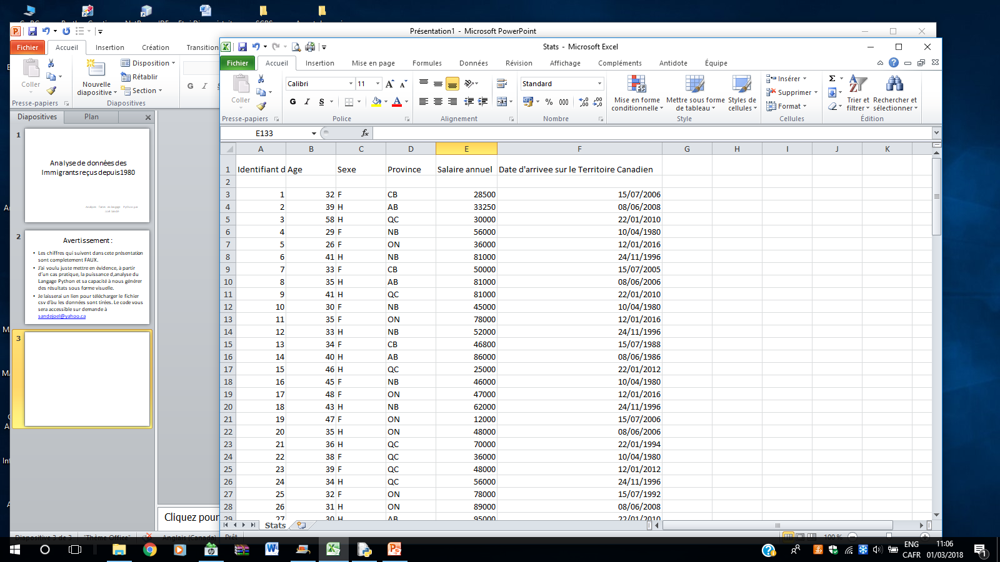 Présentation1 - Microsoft PowerPoint
Fichier Accueil Insertion Création Transition
Coller
Nouvelle diapositive
Disposition
Rétablir
Section
G I
Presse-papiers Diapositives
Diapositives Plan
1
Analyse de données des
Immigrants reçus depuis1980
2
Avertissement :
• Les chiffres qui suivent dans cete présentation
sont completement FAUX.
• J'ai voulu juste mettre en évidence, à partir
d'un cas pratique, la puissance d,analyse du
Langage Python et sa capacité à nous générer
des résultats sous forme visuelle.
• Je laisserai un lien pour télécharger le fichier
csv d'ou les données sont tirées. Le code vous
sera accessible sur demande à
sandejoel@yahoo.ca
3
Cliquez pour
Diapositive 3 de 3 "Thème Office" Anglais (Canada)
Stats - Microsoft Excel
Fichier Accueil Insertion Mise en page Formules Données Révision Affichage Compléments Antidote Équipe
Coller
Calibri 11
G I S
Standard
% 000
Mise en forme conditionnelle
Mettre sous forme de tableau
Styles de cellules
Insérer
Supprimer
Format
Trier et filtrer
Rechercher et sélectionner
Presse-papiers Police Alignement Nombre Style Cellules Édition
E133 fx
A B C D E F G H I J K
1 Identifiant d Age Sexe Province Salaire annuel Date d'arrivee sur le Territoire Canadien
2
3 1 32 F CB 28500 15/07/2006
4 2 39 H AB 33250 08/06/2008
5 3 58 H QC 30000 22/01/2010
6 4 29 F NB 56000 10/04/1980
7 5 26 F ON 36000 12/01/2016
8 6 41 H NB 81000 24/11/1996
9 7 33 F CB 50000 15/07/2005
10 8 35 H AB 81000 08/06/2006
11 9 41 H QC 81000 22/01/2010
12 10 30 F NB 45000 10/04/1980
13 11 35 F ON 78000 12/01/2016
14 12 33 H NB 52000 24/11/1996
15 13 34 F CB 46800 15/07/1988
16 14 40 H AB 86000 08/06/1986
17 15 46 H QC 25000 22/01/2012
18 16 45 F NB 46000 10/04/1980
19 17 48 F ON 47000 12/01/2016
20 18 43 H NB 62000 24/11/1996
21 19 47 F ON 12000 15/07/2006
22 20 35 H ON 48000 08/06/2006
23 21 36 H QC 70000 22/01/1994
24 22 38 F QC 36000 10/04/1980
25 23 39 F QC 48000 12/01/2012
26 24 34 H QC 56000 24/11/1996
27 25 32 F ON 78000 15/07/1992
28 26 31 H ON 89000 08/06/2008
29 27 30 H AB 95000 22/01/2010
Stats
Prêt 100 %
ENG
CAFR
11:06
01/03/2018
1